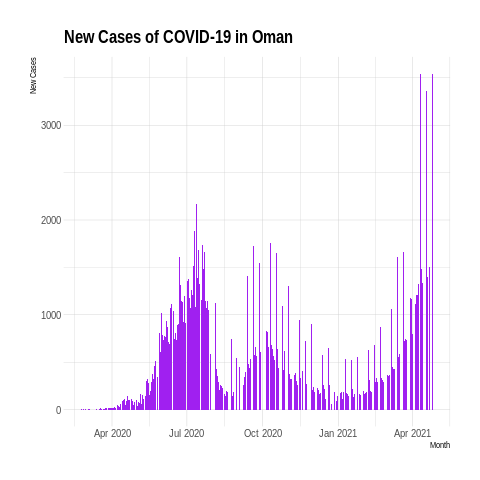 New Cases of COVID-19 in Oman
New Cases
3000
2000
1000
0
Apr 2020 Jul 2020 Oct 2020 Jan 2021 Apr 2021
Month